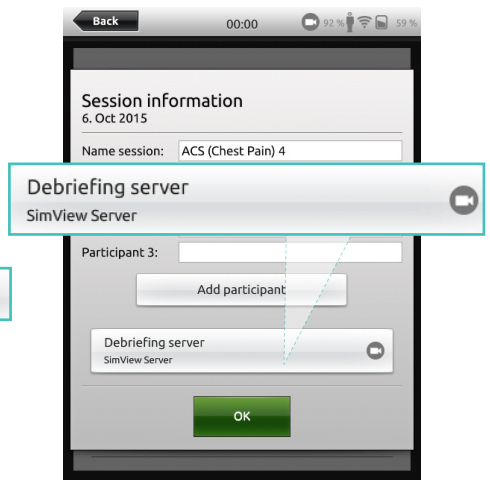 Back 00:00 92 % 59 %
Session information
6. Oct 2015
Name session: ACS (Chest Pain) 4
Debriefing server
SimView Server
Participant 3:
Add participant
Debriefing server
SimView Server
OK